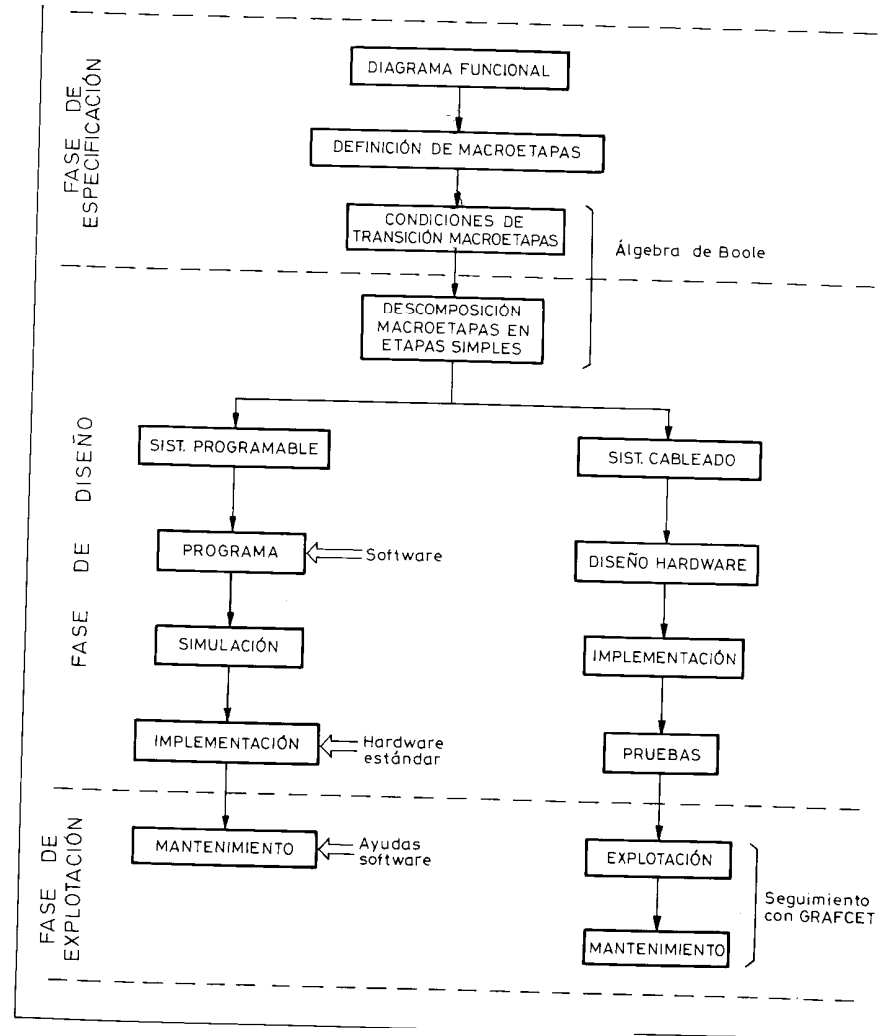 FASE DE
ESPECIFICACIÓN
DIAGRAMA FUNCIONAL
DEFINICIÓN DE MACROETAPAS
CONDICIONES DE
TRANSICIÓN MACROETAPAS
Álgebra de Boole
FASE DE DISEÑO
DESCOMPOSICIÓN
MACROETAPAS EN
ETAPAS SIMPLES
SIST. PROGRAMABLE
SIST. CABLEADO
PROGRAMA
Software
DISEÑO HARDWARE
SIMULACIÓN
IMPLEMENTACIÓN
IMPLEMENTACIÓN
Hardware
estándar
PRUEBAS
FASE DE
EXPLOTACIÓN
MANTENIMIENTO
Ayudas
software
EXPLOTACIÓN
MANTENIMIENTO
Seguimiento
con GRAFCET